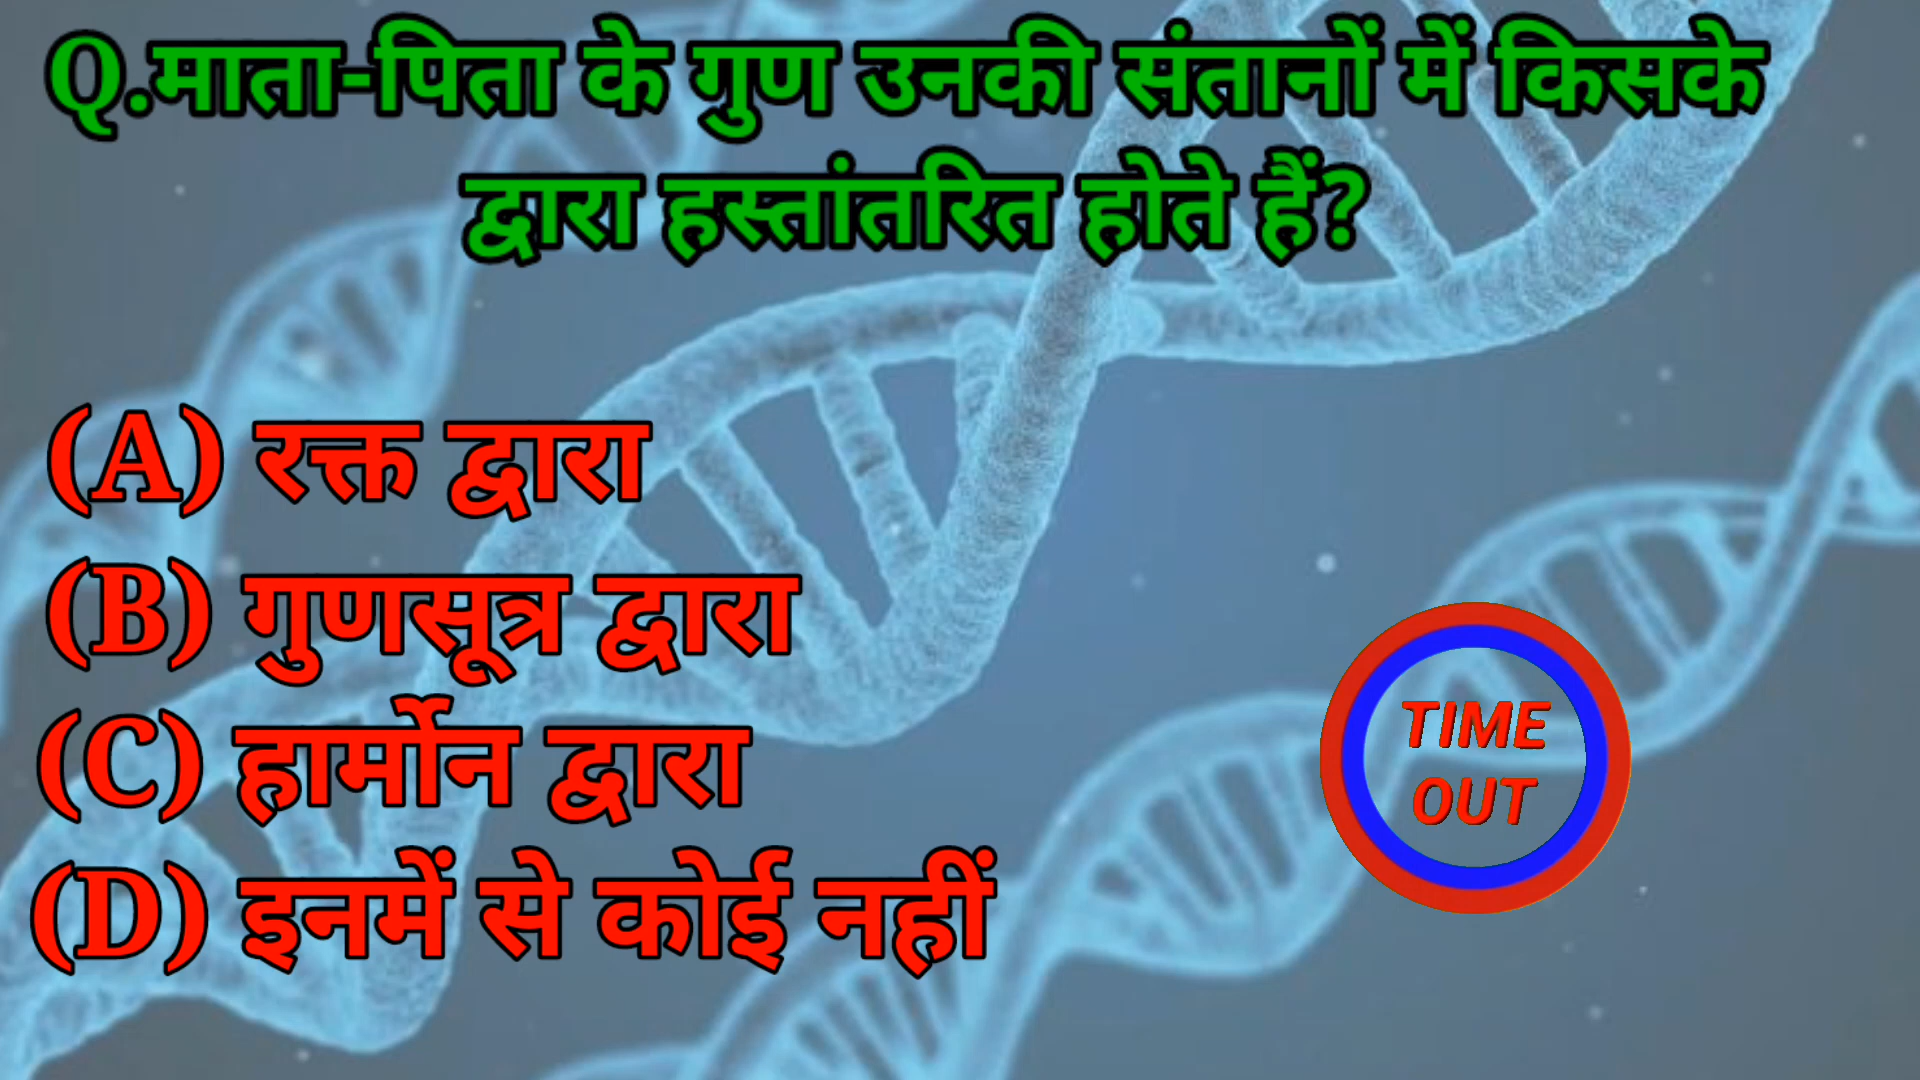 Q.माता-पिता के गुण उनकी संतानों में किसके
द्वारा हस्तांतरित होते हैं?
(A) रक्त द्वारा
(B) गुणसूत्र द्वारा
(C) हार्मोन द्वारा
(D) इनमें से कोई नहीं
TIME
OUT